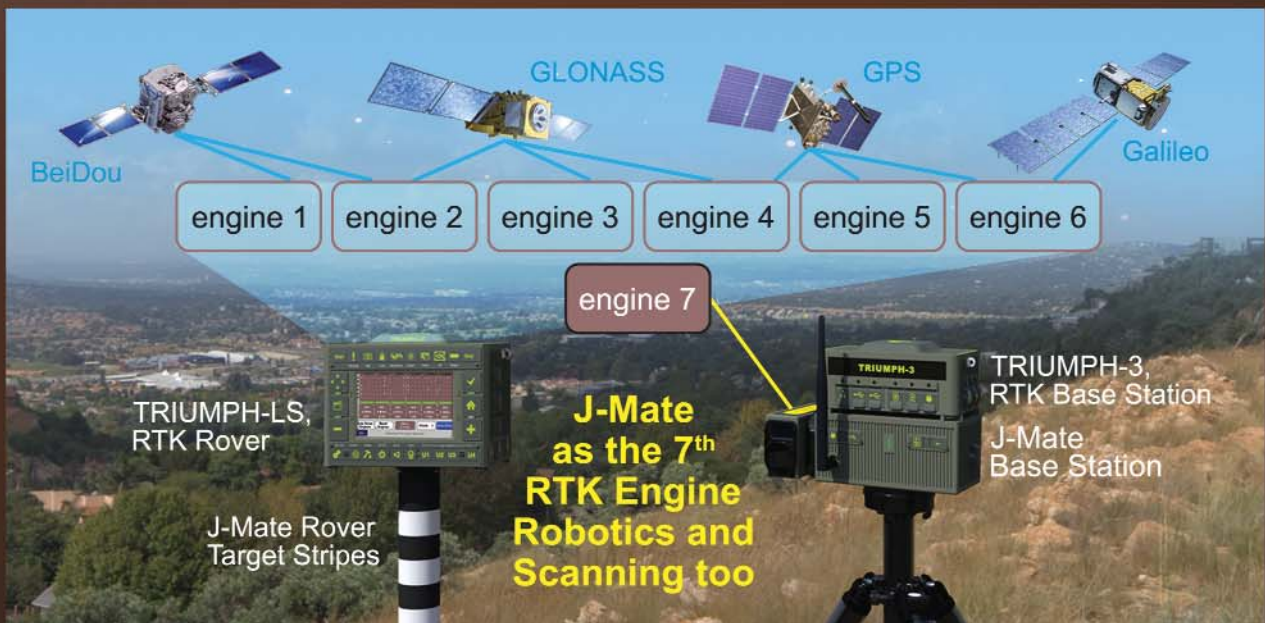 GLONASS
GPS
BeiDou
Galileo
engine 1
engine 2
engine 3
engine 4
engine 5
engine 6
engine 7
TRIUMPH-3
TRIUMPH-LS,
RTK Rover
J-Mate Rover
Target Stripes
J-Mate
as the 7th
RTK Engine
Robotics and
Scanning too
TRIUMPH-3,
RTK Base Station
J-Mate
Base Station